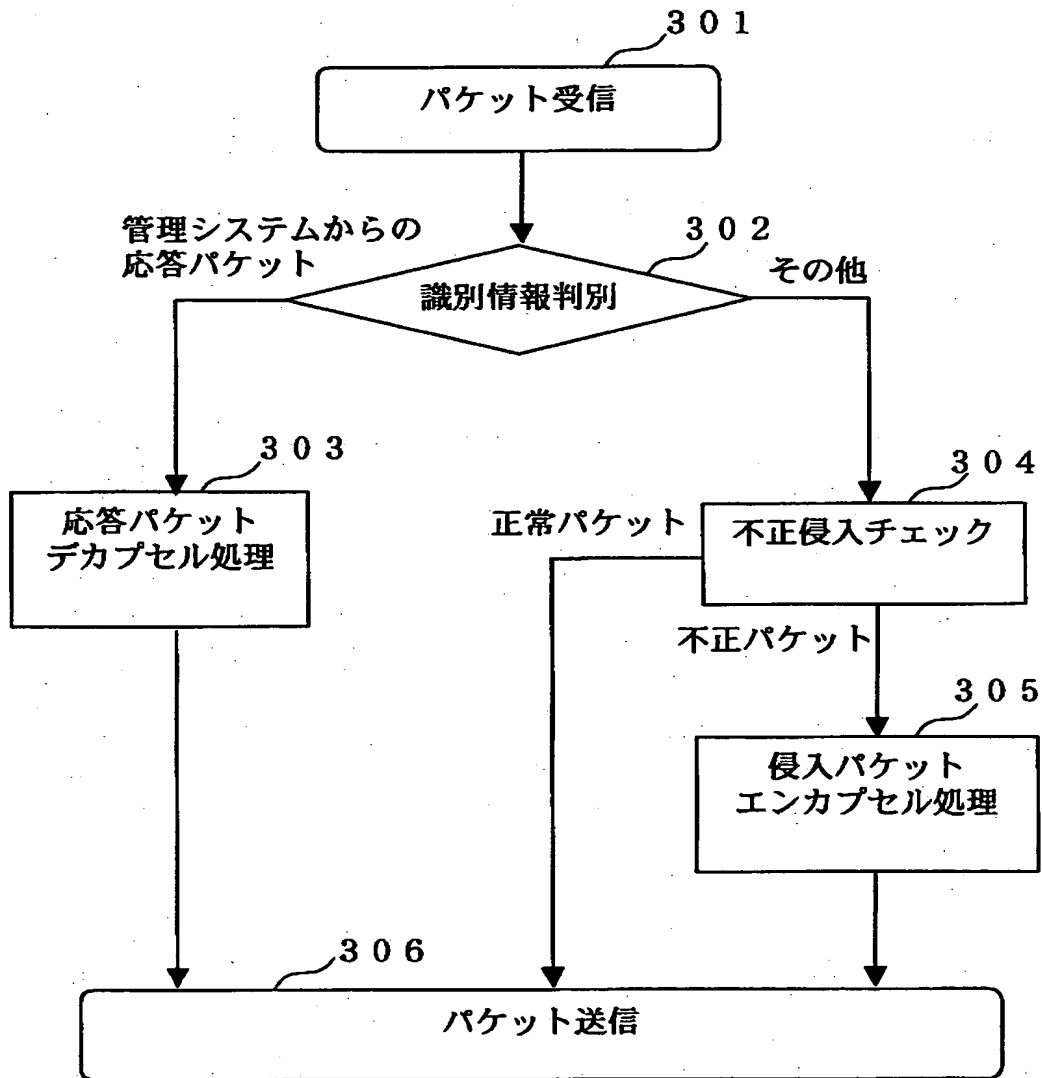 ３０１
パケット受信
管理システムからの
応答パケット
３０２
その他
識別情報判別
３０３
応答パケット
デカプセル処理
３０４
正常パケット
不正侵入チェック
不正パケット
３０５
侵入パケット
エンカプセル処理
３０６
パケット送信